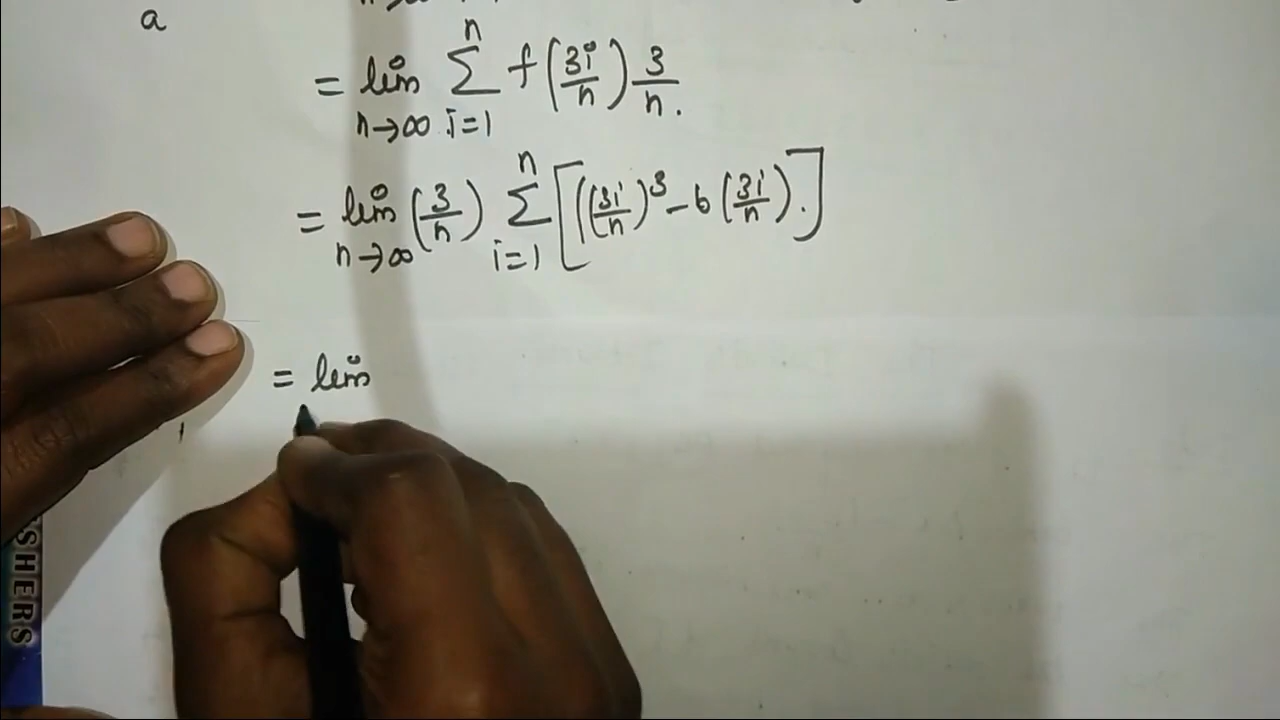 a
= lim n→∞ ∑ i=1 n f(3i/n) 3/n.
= lim n→∞ (3/n) ∑ i=1 n [((3i/n)^3 - 6(3i/n).]
= lim
SHERS